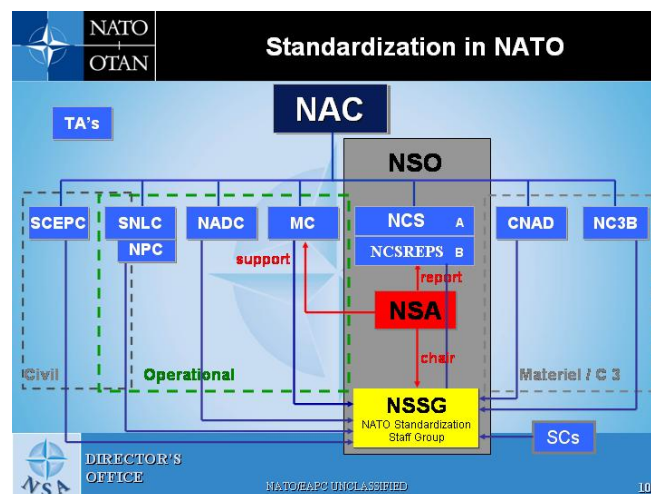 NATO
OTAN
Standardization in NATO
NAC
TA's
NSO
SCEPC
SNLC
NPC
NADC
MC
NCS A
NCSREPS B
CNAD
NC3B
support
report
NSA
chair
Civil
Operational
Materiel / C 3
NSSG
NATO Standardization
Staff Group
SCs
NSA
DIRECTOR'S
OFFICE
NATO/EAPC UNCLASSIFIED
10